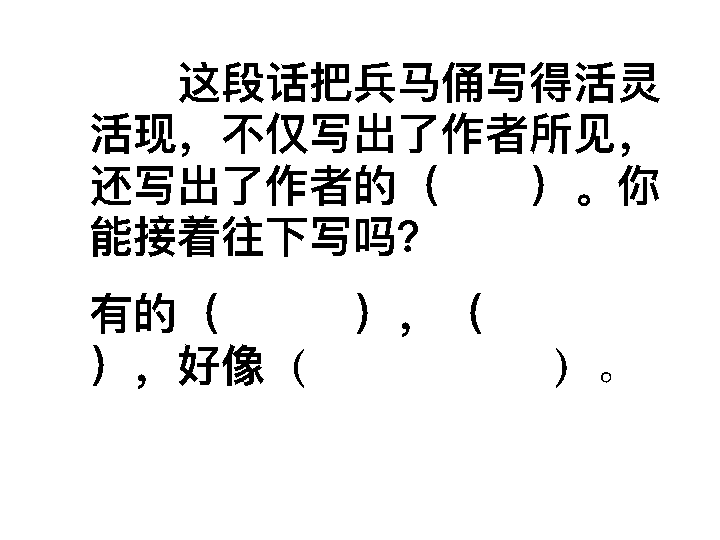 这段话把兵马俑写得活灵
活现，不仅写出了作者所见，
还写出了作者的（　　）。你
能接着往下写吗？
有的（　　　），（
），好像（　　　　　　）。